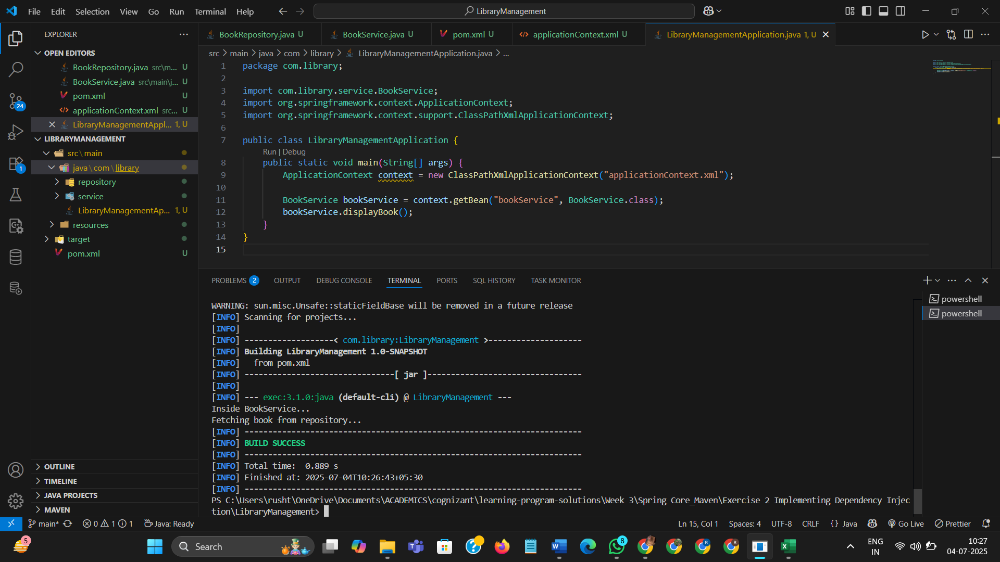 File Edit Selection View Go Run Terminal Help
LibraryManagement
EXPLORER
OPEN EDITORS
BookRepository.java src\m... U
BookService.java src\main\j... U
pom.xml U
applicationContext.xml src... U
LibraryManagementAppl... 1, U
LIBRARYMANAGEMENT
src\main
java\com\library
repository
service
LibraryManagementAp... 1, U
resources
target
pom.xml U
OUTLINE
TIMELINE
JAVA PROJECTS
MAVEN
24
1
BookRepository.java U BookService.java U pom.xml U applicationContext.xml U LibraryManagementApplication.java 1, U
src > main > java > com > library > LibraryManagementApplication.java > ...
1 package com.library;
2
3 import com.library.service.BookService;
4 import org.springframework.context.ApplicationContext;
5 import org.springframework.context.support.ClassPathXmlApplicationContext;
6
7 public class LibraryManagementApplication {
Run | Debug
8 public static void main(String[] args) {
9 ApplicationContext context = new ClassPathXmlApplicationContext("applicationContext.xml");
10
11 BookService bookService = context.getBean("bookService", BookService.class);
12 bookService.displayBook();
13 }
14 }
15
PROBLEMS 2 OUTPUT DEBUG CONSOLE TERMINAL PORTS SQL HISTORY TASK MONITOR
powershell
powershell
WARNING: sun.misc.Unsafe::staticFieldBase will be removed in a future release
[INFO] Scanning for projects...
[INFO]
[INFO] -------------------< com.library:LibraryManagement >--------------------
[INFO] Building LibraryManagement 1.0-SNAPSHOT
[INFO]   from pom.xml
[INFO] --------------------------------[ jar ]---------------------------------
[INFO]
[INFO] --- exec:3.1.0:java (default-cli) @ LibraryManagement ---
Inside BookService...
Fetching book from repository...
[INFO] ------------------------------------------------------------------------
[INFO] BUILD SUCCESS
[INFO] ------------------------------------------------------------------------
[INFO] Total time:  0.889 s
[INFO] Finished at: 2025-07-04T10:26:43+05:30
[INFO] ------------------------------------------------------------------------
PS C:\Users\rusht\OneDrive\Documents\ACADEMICS\cognizant\learning-program-solutions\Week 3\Spring Core_Maven\Exercise 2 Implementing Dependency Injec
tion\LibraryManagement>
main* 0 1 1 Java: Ready Ln 15, Col 1 Spaces: 4 UTF-8 CRLF {} Java Go Live Prettier
5 Search 8 ENG
IN
10:27
04-07-2025